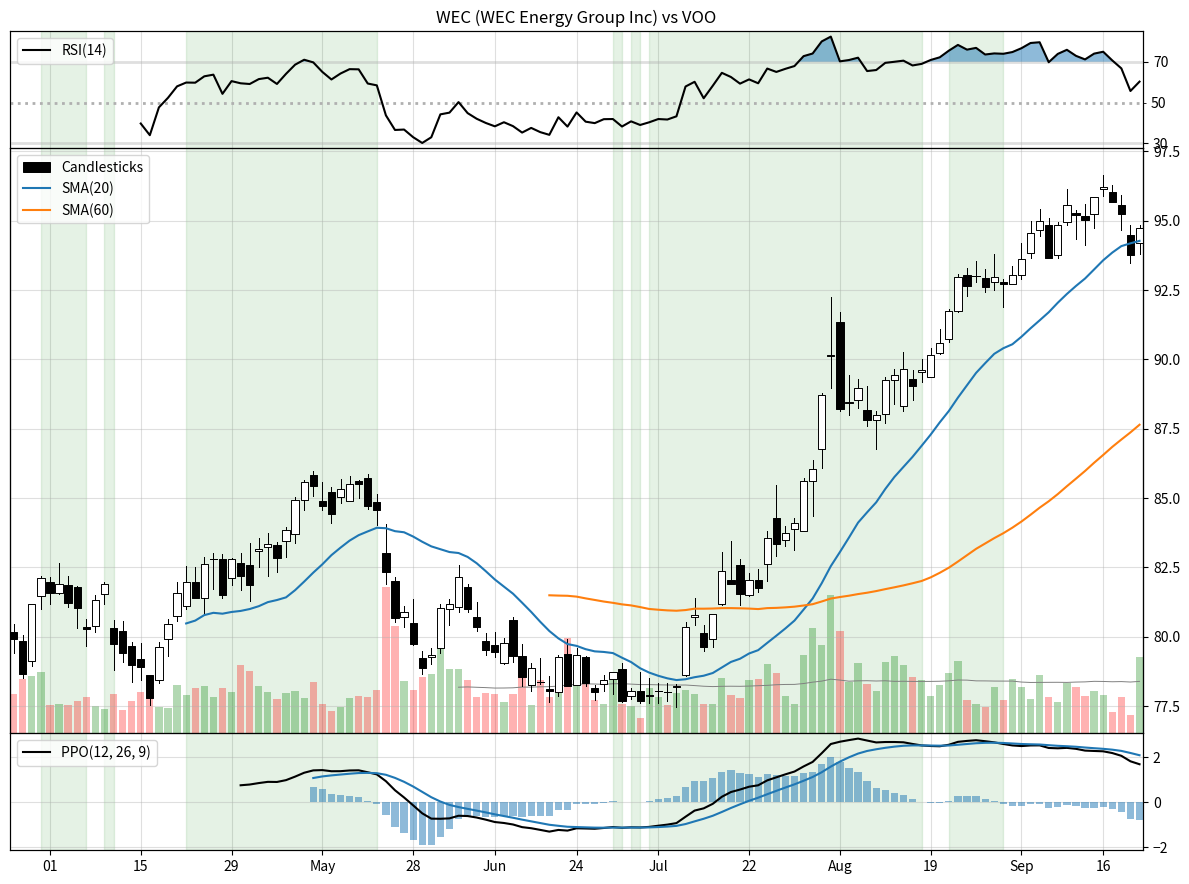 WEC (WEC Energy Group Inc) vs VOO
RSI(14)
70
50
30
Candlesticks
SMA(20)
SMA(60)
97.5
95.0
92.5
90.0
87.5
85.0
82.5
80.0
77.5
PPO(12, 26, 9)
2
0
−2
01 15 29 May 28 Jun 24 Jul 22 Aug 19 Sep 16